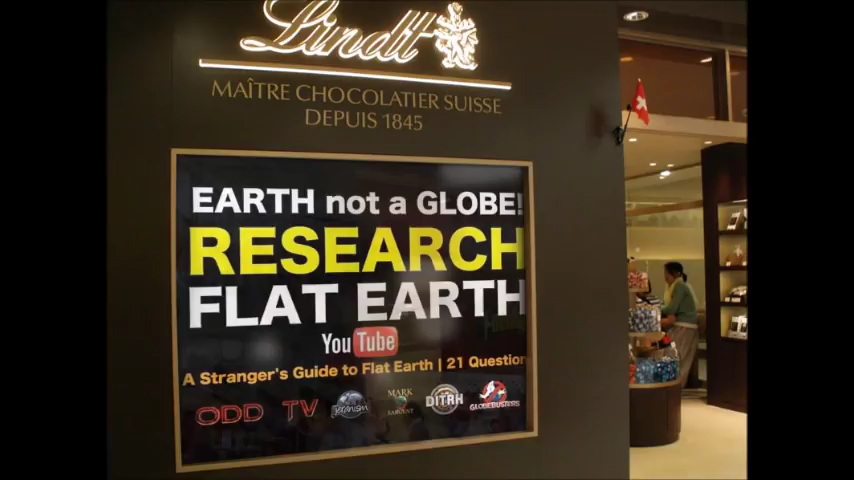 Lindt
MAÎTRE CHOCOLATIER SUISSE
DEPUIS 1845
EARTH not a GLOBE!
RESEARCH
FLAT EARTH
YouTube
A Stranger's Guide to Flat Earth | 21 Question
ODD TV jeranism MARK SARGENT DITRH GLOBEBUSTERS